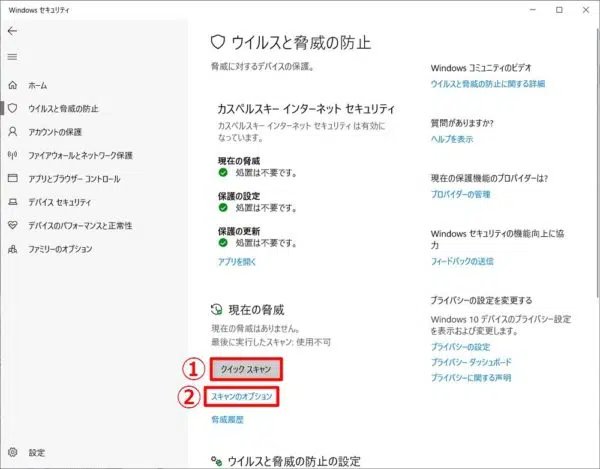 Windows セキュリティ
ホーム
ウイルスと脅威の防止
アカウントの保護
ファイアウォールとネットワーク保護
アプリとブラウザー コントロール
デバイス セキュリティ
デバイスのパフォーマンスと正常性
ファミリーのオプション
設定
ウイルスと脅威の防止
脅威に対するデバイスの保護。
カスペルスキー インターネット セキュリティ
カスペルスキー インターネット セキュリティ は有効に
なっています。
現在の脅威
処置は不要です。
保護の設定
処置は不要です。
保護の更新
処置は不要です。
アプリを開く
現在の脅威
現在の脅威はありません。
最後に実行したスキャン: 使用不可
① クイック スキャン
② スキャンのオプション
脅威履歴
ウイルスと脅威の防止の設定
Windows コミュニティのビデオ
ウイルスと脅威の防止に関する詳細
質問がありますか?
ヘルプを表示
現在の保護機能のプロバイダーは?
プロバイダーの管理
Windows セキュリティの機能向上に協
力
フィードバックの送信
プライバシーの設定を変更する
Windows 10 デバイスのプライバシー設定
を表示および変更します。
プライバシーの設定
プライバシー ダッシュボード
プライバシーに関する声明